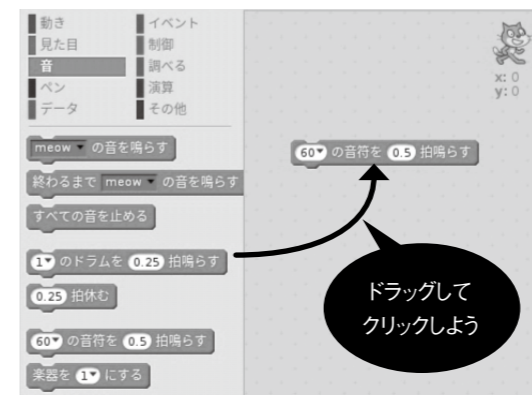 動き イベント
見た目 制御
音 調べる
ペン 演算
データ その他
x: 0
y: 0
meow の音を鳴らす
終わるまで meow の音を鳴らす
すべての音を止める
1 のドラムを 0.25 拍鳴らす
0.25 拍休む
60 の音符を 0.5 拍鳴らす
楽器を 1 にする
60 の音符を 0.5 拍鳴らす
ドラッグして
クリックしよう